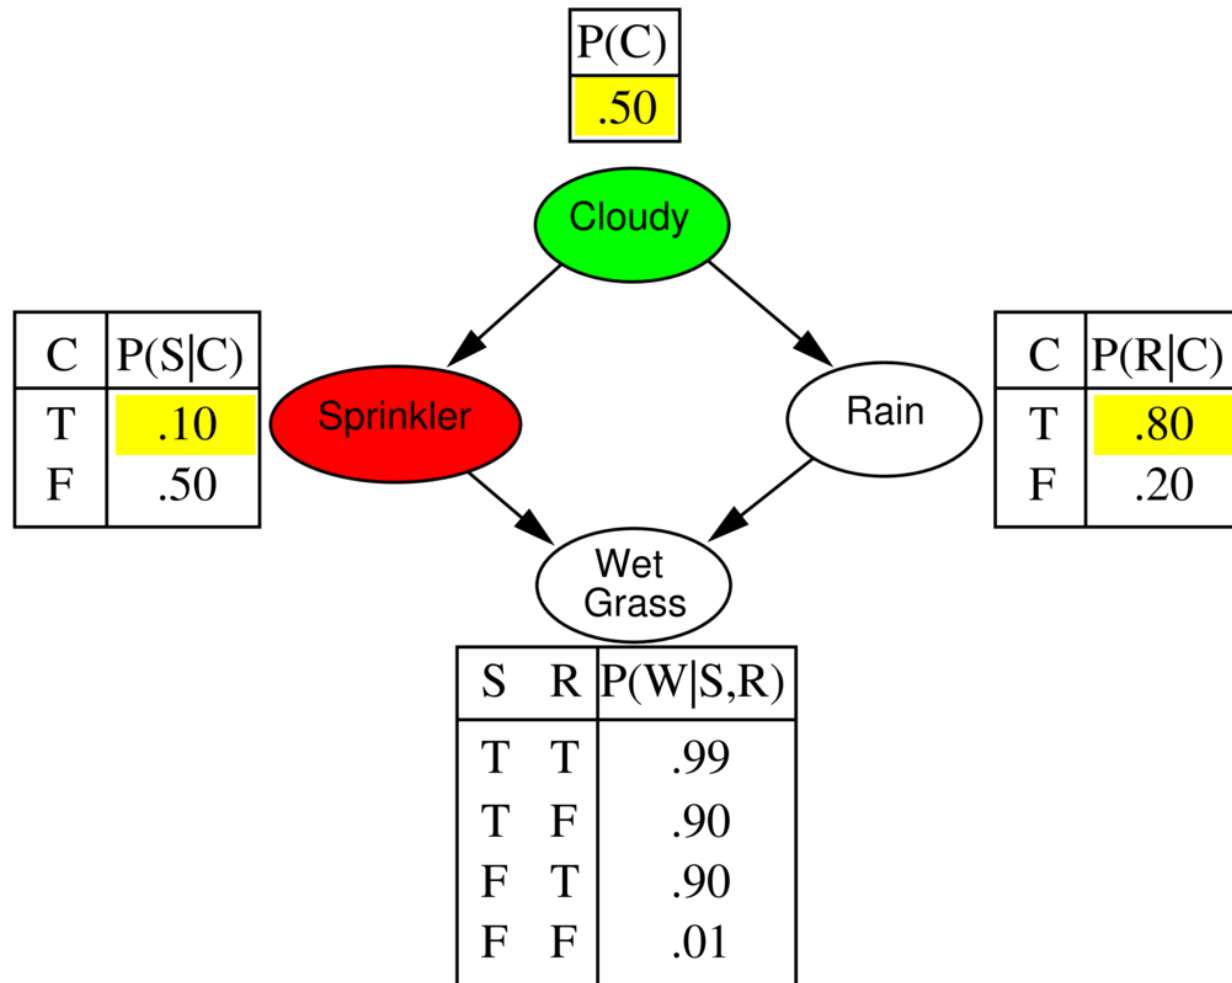 P(C)
.50
Cloudy
C P(S|C)
T .10
F .50
Sprinkler
Rain
C P(R|C)
T .80
F .20
Wet
Grass
S R P(W|S,R)
T T .99
T F .90
F T .90
F F .01